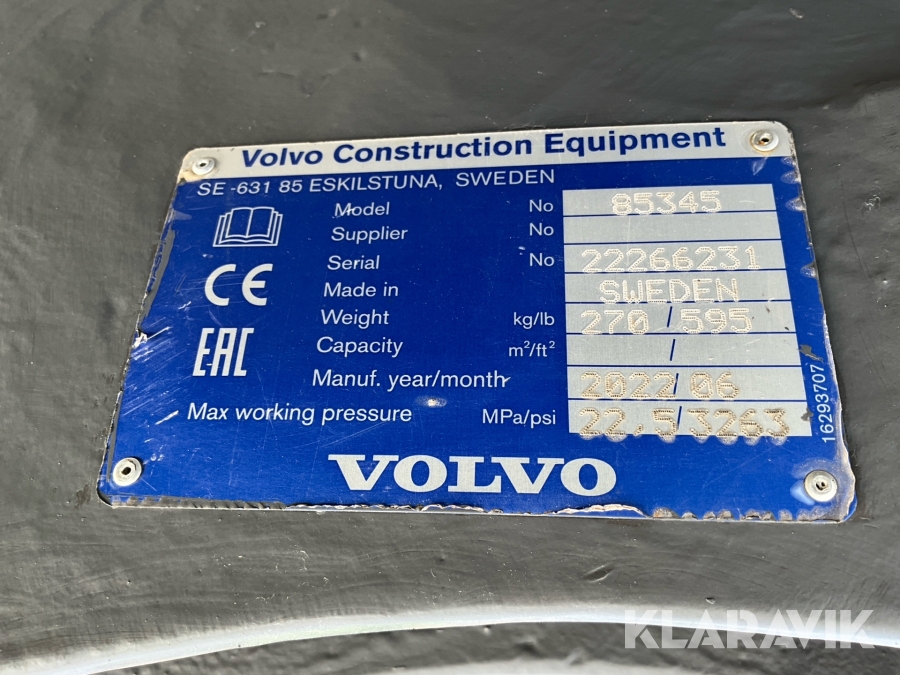 Volvo Construction Equipment
SE-631 85 ESKILSTUNA, SWEDEN
Model No 85345
Supplier No
Serial No 22266231
Made in SWEDEN
Weight kg/lb 270 / 595
Capacity m²/ft² /
Manuf. year/month 2022/06
Max working pressure MPa/psi 22,5/3263
CE
EAC
16293707
VOLVO
KLARAVIK